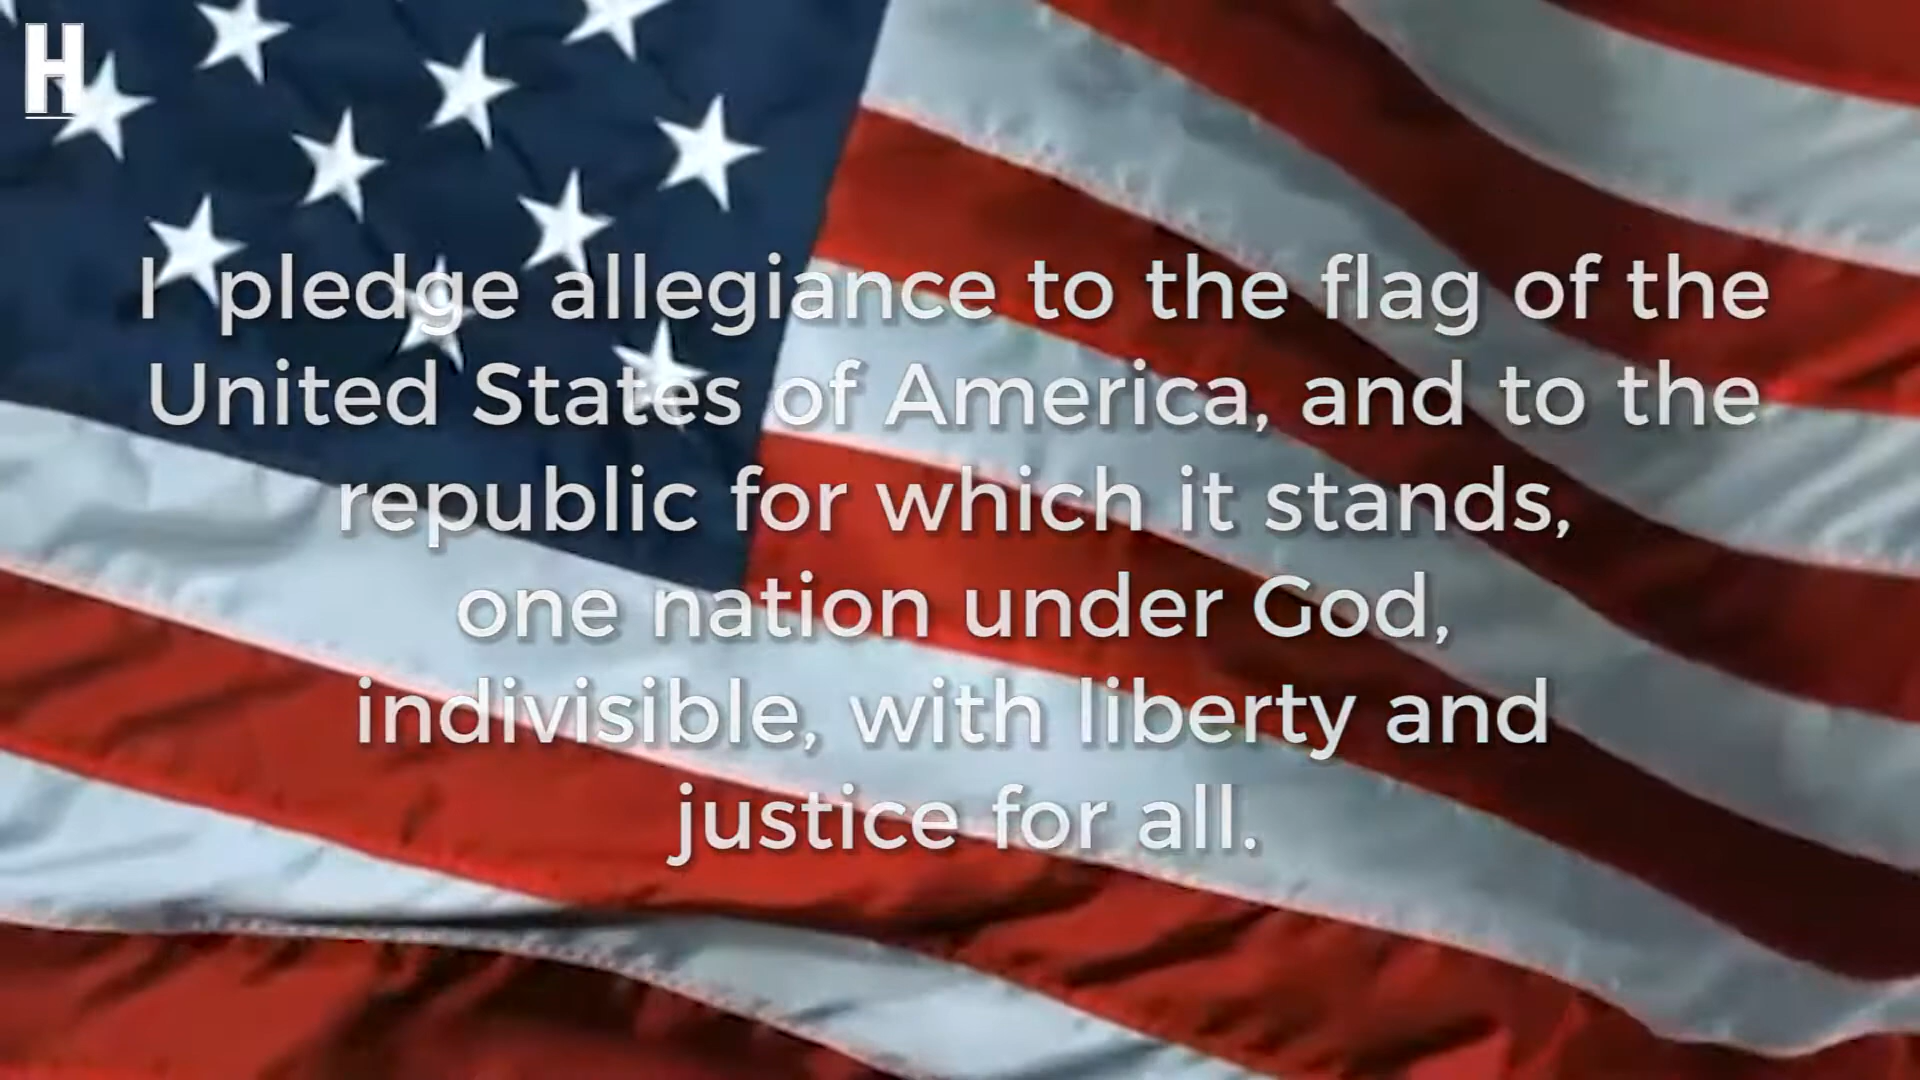 H
I pledge allegiance to the flag of the
United States of America, and to the
republic for which it stands,
one nation under God,
indivisible, with liberty and
justice for all.